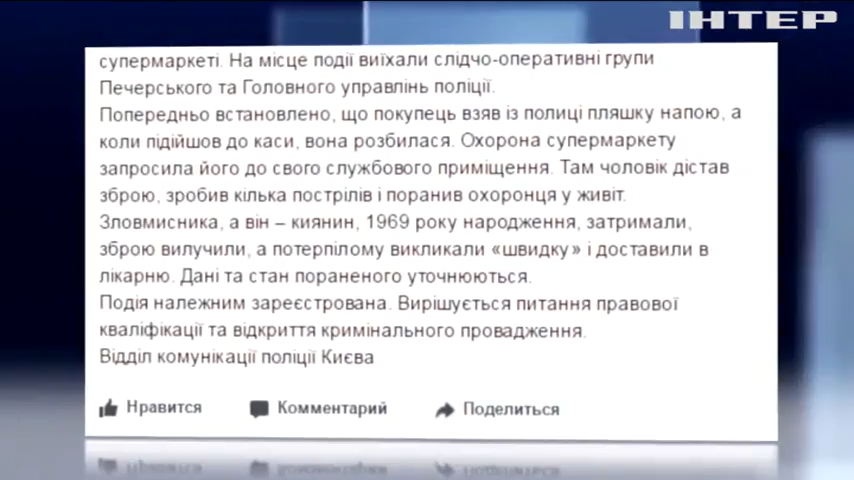 ІНТЕР
супермаркеті. На місце події виїхали слідчо-оперативні групи
Печерського та Головного управлінь поліції.
Попередньо встановлено, що покупець взяв із полиці пляшку напою, а
коли підійшов до каси, вона розбилася. Охорона супермаркету
запросила його до свого службового приміщення. Там чоловік дістав
зброю, зробив кілька пострілів і поранив охоронця у живіт.
Зловмисника, а він – киянин, 1969 року народження, затримали,
зброю вилучили, а потерпілому викликали «швидку» і доставили в
лікарню. Дані та стан пораненого уточнюються.
Подія належним зареєстрована. Вирішується питання правової
кваліфікації та відкриття кримінального провадження.
Відділ комунікації поліції Києва
Нравится Комментарий Поделиться